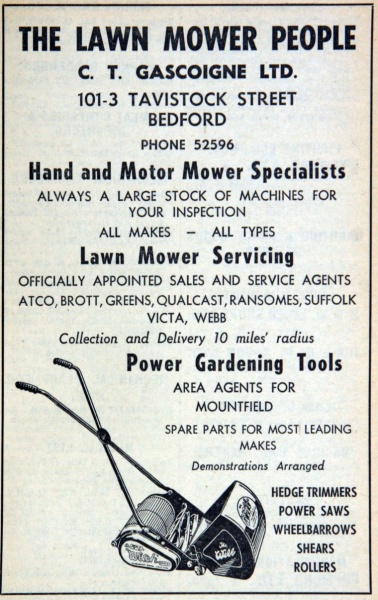 THE LAWN MOWER PEOPLE
C. T. GASCOIGNE LTD.
101-3 TAVISTOCK STREET
BEDFORD
PHONE 52596
Hand and Motor Mower Specialists
ALWAYS A LARGE STOCK OF MACHINES FOR
YOUR INSPECTION
ALL MAKES – ALL TYPES
Lawn Mower Servicing
OFFICIALLY APPOINTED SALES AND SERVICE AGENTS
ATCO, BROTT, GREENS, QUALCAST, RANSOMES, SUFFOLK
VICTA, WEBB
Collection and Delivery 10 miles' radius
Power Gardening Tools
AREA AGENTS FOR
MOUNTFIELD
SPARE PARTS FOR MOST LEADING
MAKES
Demonstrations Arranged
HEDGE TRIMMERS
POWER SAWS
WHEELBARROWS
SHEARS
ROLLERS
The Webb